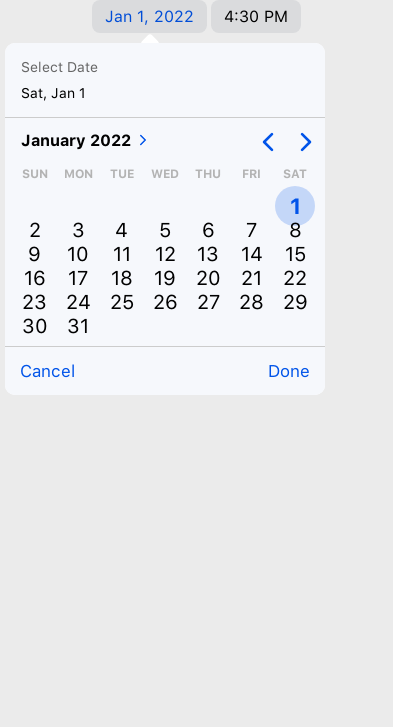 Jan 1, 2022 4:30 PM
Select Date
Sat, Jan 1
January 2022
SUN MON TUE WED THU FRI SAT
1
2 3 4 5 6 7 8
9 10 11 12 13 14 15
16 17 18 19 20 21 22
23 24 25 26 27 28 29
30 31
Cancel Done